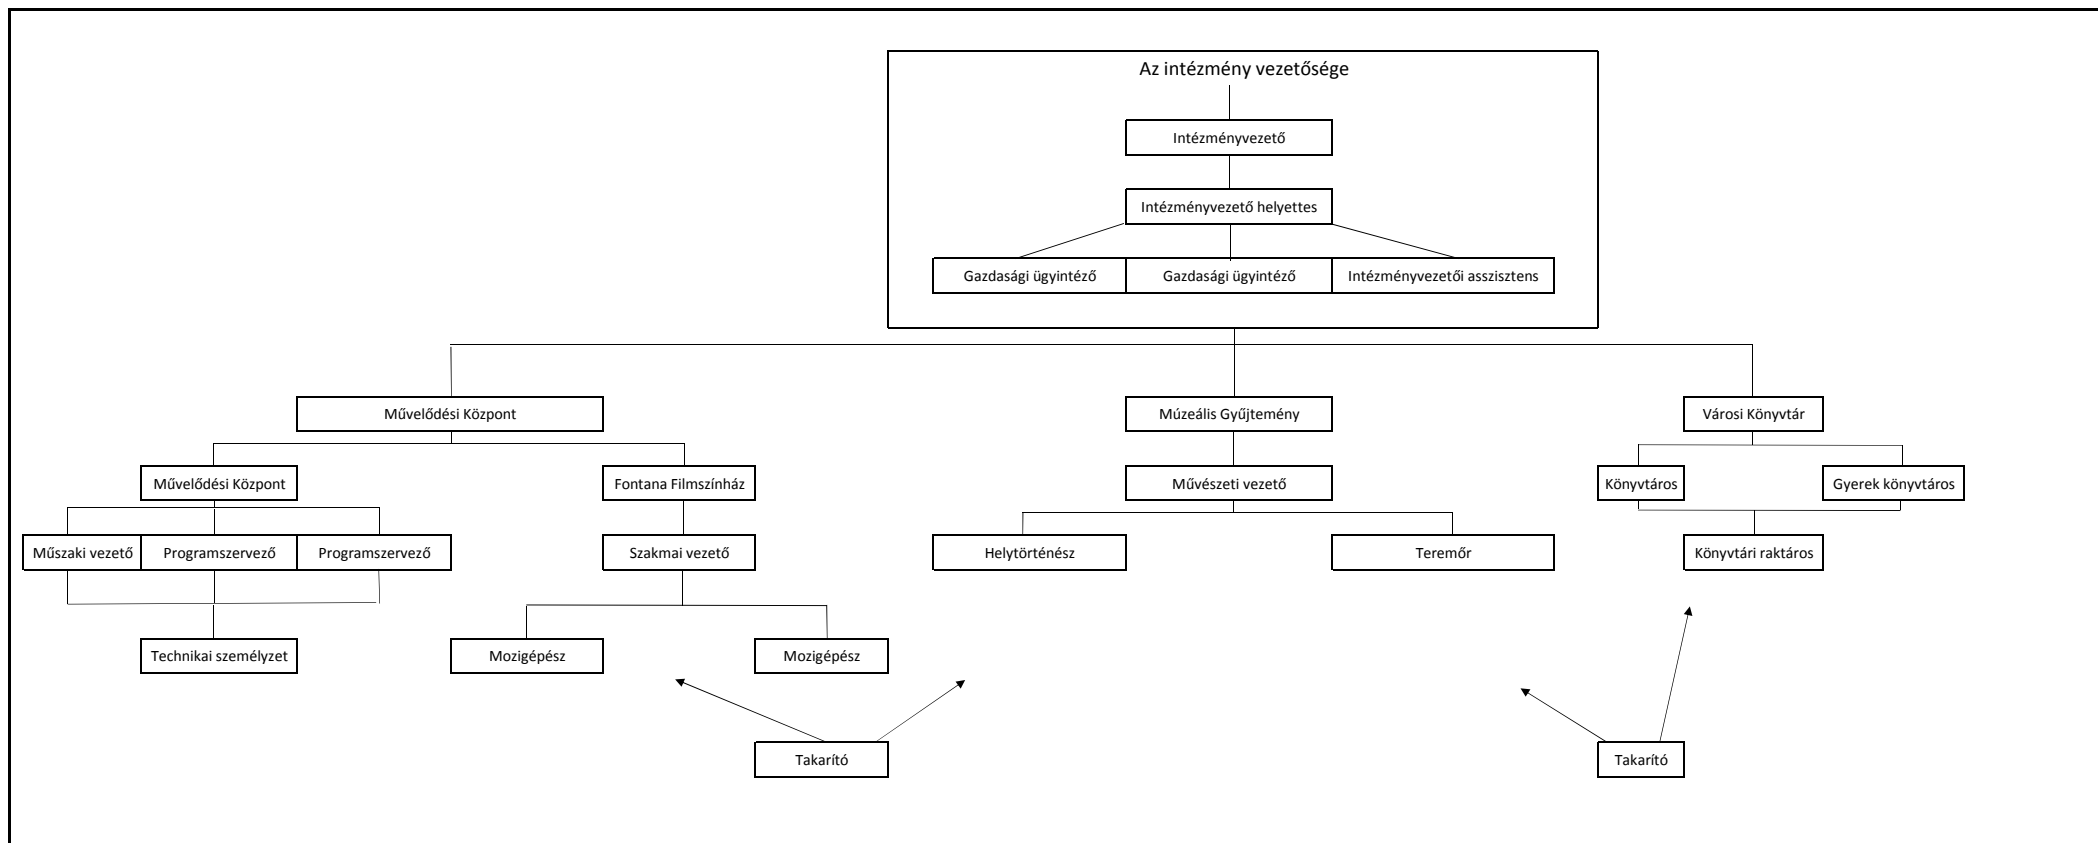 Az intézmény vezetősége
Intézményvezető
Intézményvezető helyettes
Gazdasági ügyintéző
Gazdasági ügyintéző
Intézményvezetői asszisztens
Művelődési Központ
Múzeális Gyűjtemény
Városi Könyvtár
Művelődési Központ
Fontana Filmszínház
Művészeti vezető
Könyvtáros
Gyerek könyvtáros
Műszaki vezető
Programszervező
Programszervező
Szakmai vezető
Helytörténész
Teremőr
Könyvtári raktáros
Technikai személyzet
Mozigépész
Mozigépész
Takarító
Takarító